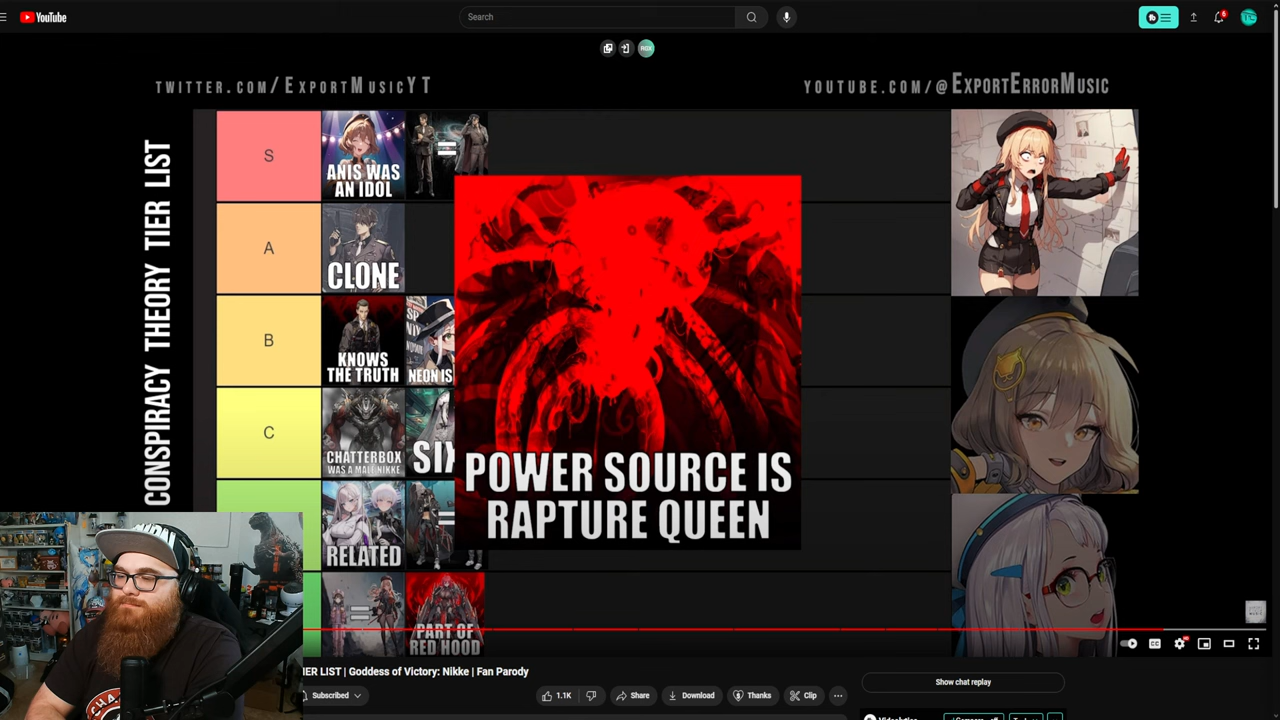 YouTube
Search
6
TWITTER.COM/EXPORTMUSICYT
YOUTUBE.COM/@EXPORTERRORMUSIC
CONSPIRACY THEORY TIER LIST
S
ANIS WAS
AN IDOL
=
A
CLONE
B
KNOWS
THE TRUTH
NEON IS
C
CHATTERBOX
WAS A MALE NIKKE
SIX
RELATED
=
=
PART OF
RED HOOD
POWER SOURCE IS
RAPTURE QUEEN
IER LIST | Goddess of Victory: Nikke | Fan Parody
Subscribed
1.1K
Share
Download
Thanks
Clip
Show chat replay